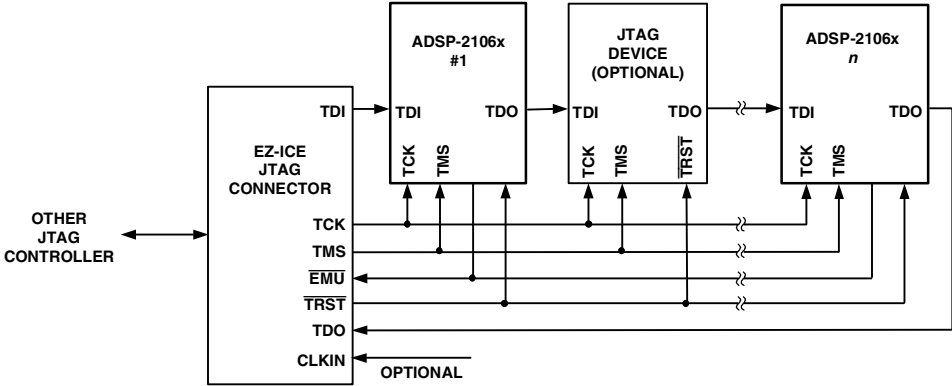 ADSP-2106x
#1
TDI
TDO
TCK
TMS
JTAG
DEVICE
(OPTIONAL)
TDI
TDO
TCK
TMS
TRST
ADSP-2106x
n
TDI
TDO
TCK
TMS
OTHER
JTAG
CONTROLLER
EZ-ICE
JTAG
CONNECTOR
TDI
TCK
TMS
EMU
TRST
TDO
CLKIN
OPTIONAL